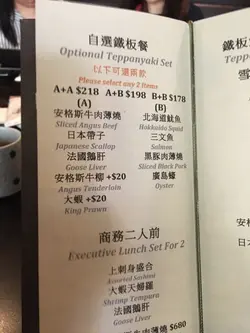 自選鐵板餐
Optional Teppanyaki Set
以下可選兩款
Please select any 2 Items
A+A $218 A+B $198 B+B $178
(A) (B)
安格斯牛肉薄燒 北海道魷魚
Sliced Angus Beef Hokkaido Squid
日本帶子 三文魚
Japanese Scallop Salmon
法國鵝肝 黑豚肉薄燒
Goose Liver Sliced Black Pork
安格斯牛柳 +$20 廣島蠔
Angus Tenderloin Oyster
大蝦 +$20
King Prawn
商務二人前
Executive Lunch Set For 2
上刺身盛合
Assorted Sashimi
大蝦天婦羅
Shrimp Tempura
法國鵝肝
Goose Liver
牛肉薄燒 $680
鐵板
雪
安